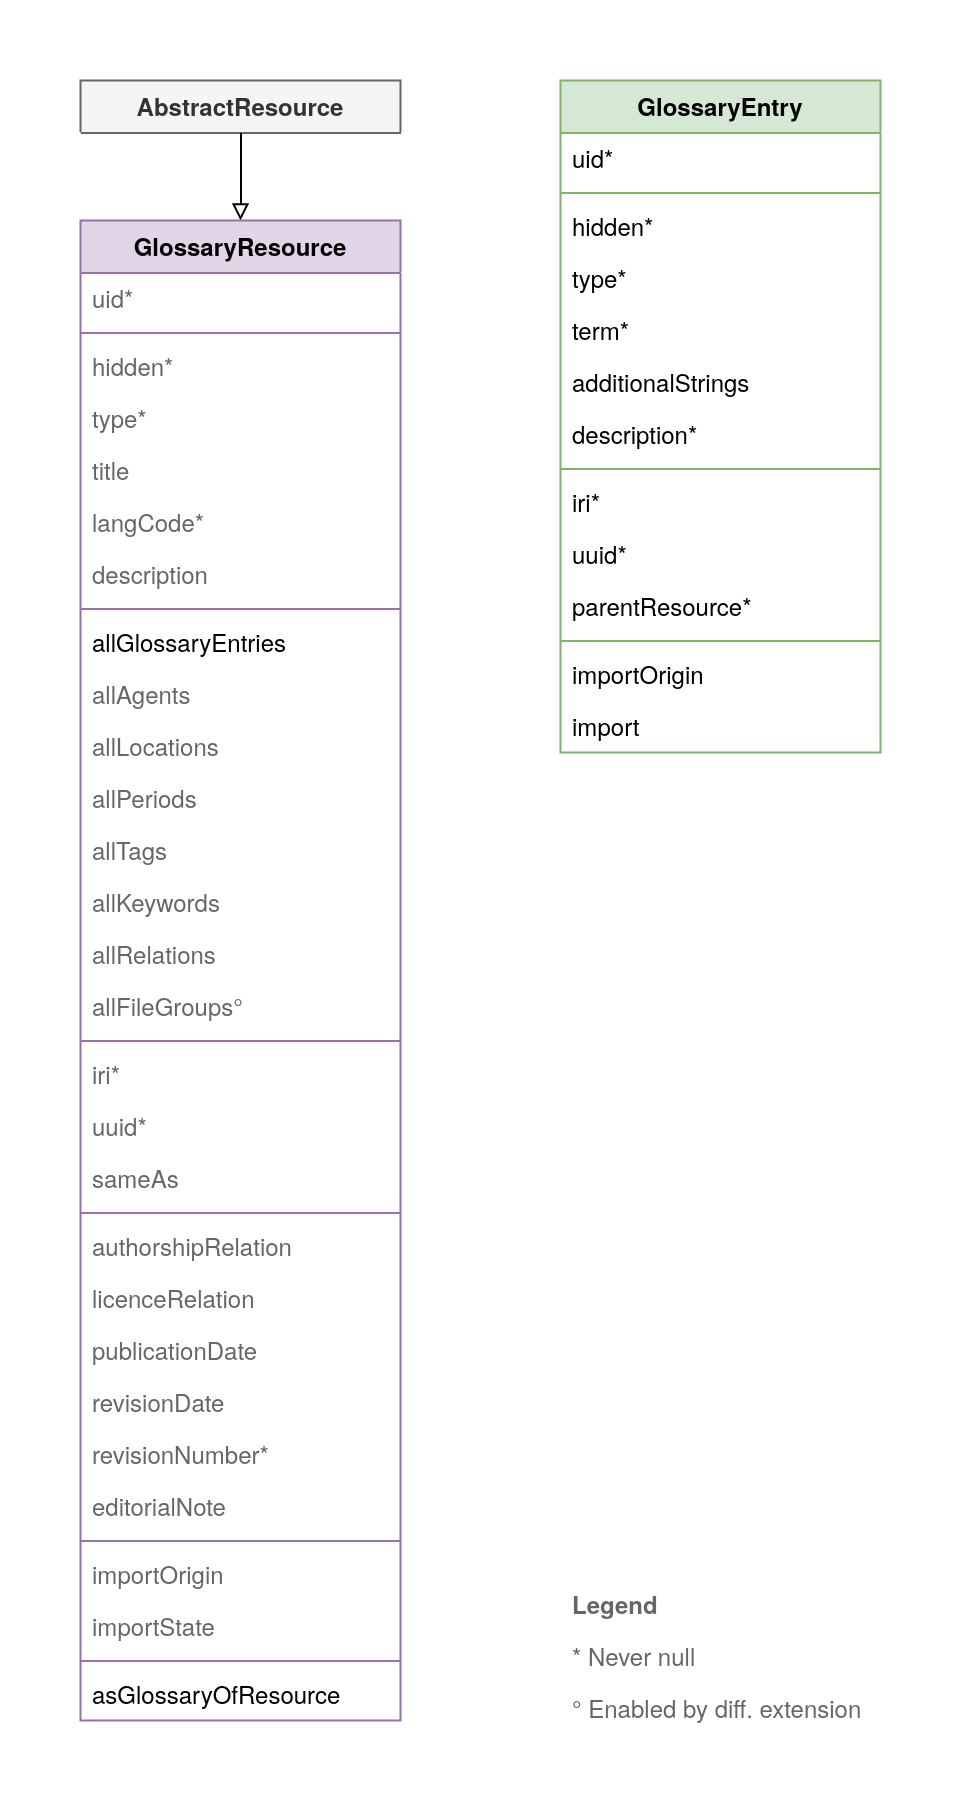 AbstractResource
GlossaryResource
uid*
hidden*
type*
title
langCode*
description
allGlossaryEntries
allAgents
allLocations
allPeriods
allTags
allKeywords
allRelations
allFileGroups°
iri*
uuid*
sameAs
authorshipRelation
licenceRelation
publicationDate
revisionDate
revisionNumber*
editorialNote
importOrigin
importState
asGlossaryOfResource
GlossaryEntry
uid*
hidden*
type*
term*
additionalStrings
description*
iri*
uuid*
parentResource*
importOrigin
import
Legend
* Never null
° Enabled by diff. extension